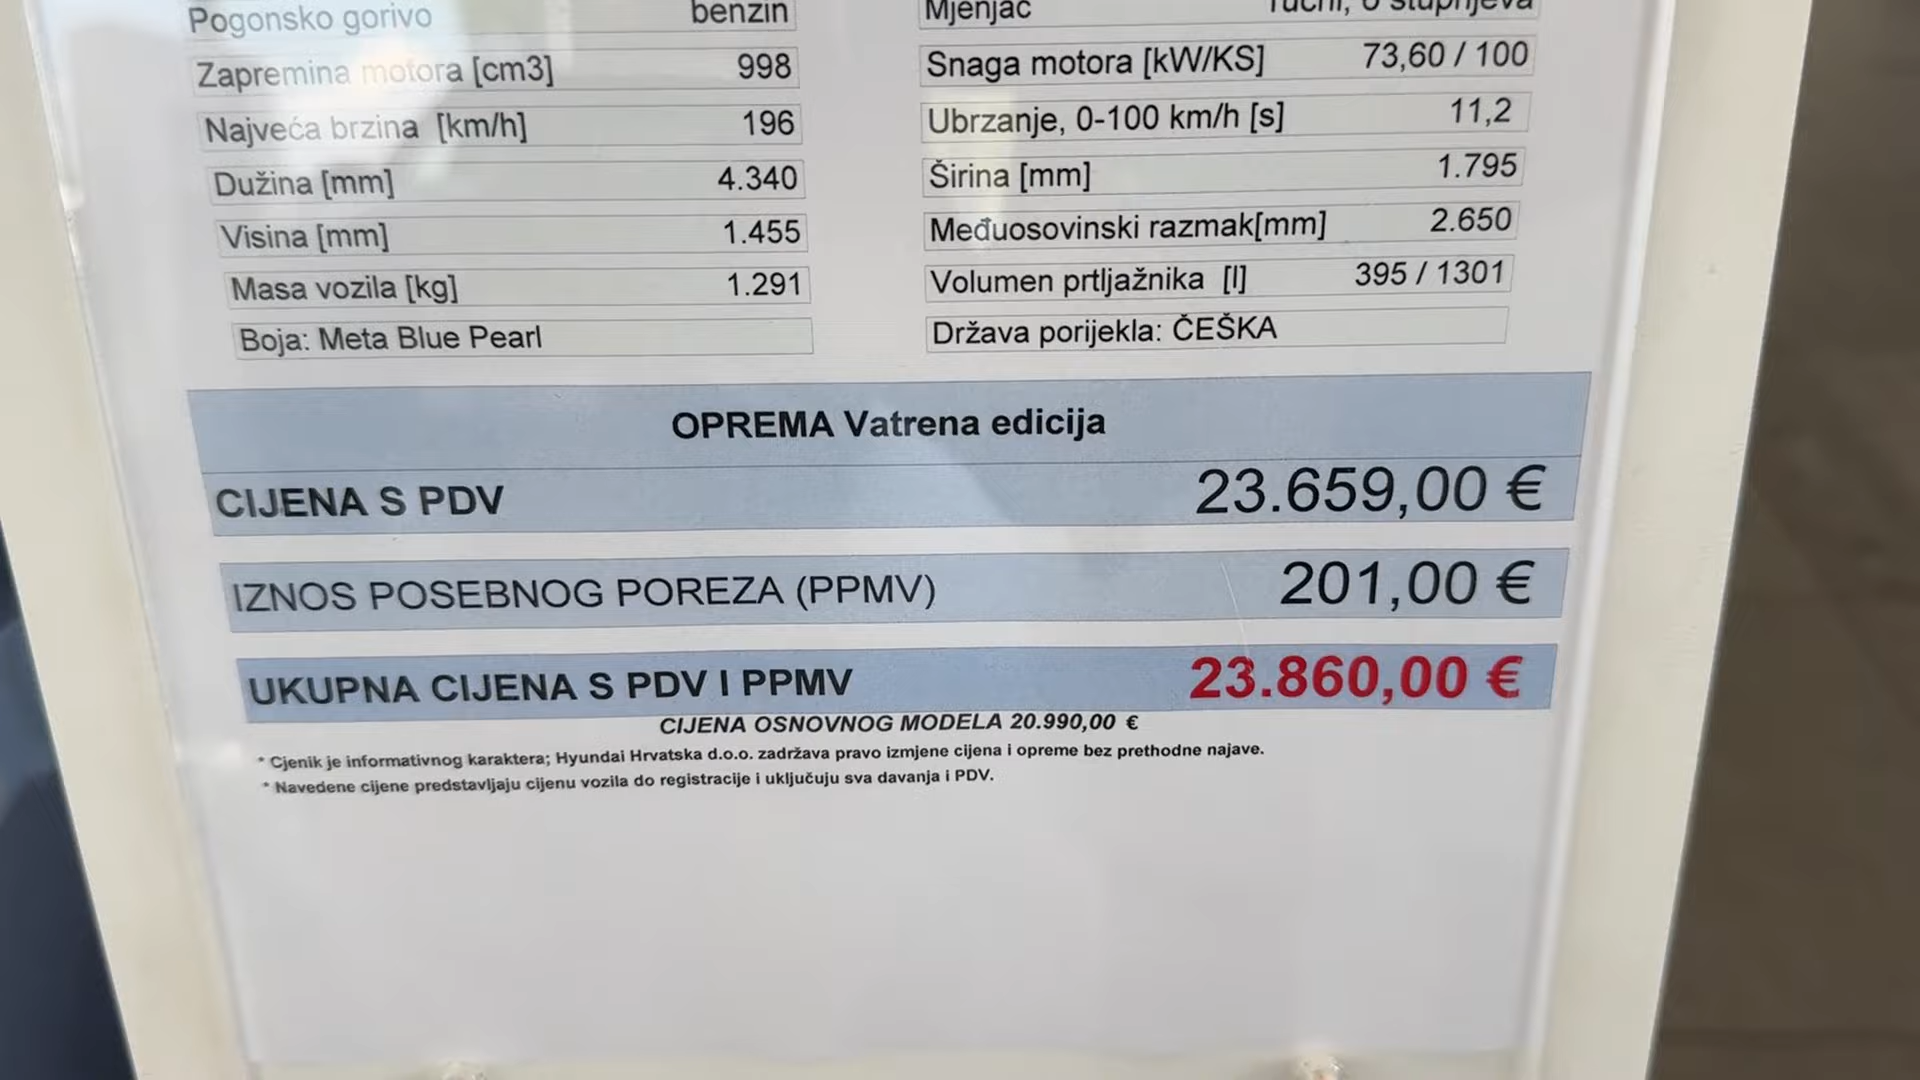 Pogonsko gorivo benzin Mjenjač ručni, 6 stupnjeva
Zapremina motora [cm3] 998 Snaga motora [kW/KS] 73,60 / 100
Najveća brzina [km/h] 196 Ubrzanje, 0-100 km/h [s] 11,2
Dužina [mm] 4.340 Širina [mm] 1.795
Visina [mm] 1.455 Međuosovinski razmak[mm] 2.650
Masa vozila [kg] 1.291 Volumen prtljažnika [l] 395 / 1301
Boja: Meta Blue Pearl Država porijekla: ČEŠKA
OPREMA Vatrena edicija
CIJENA S PDV 23.659,00 €
IZNOS POSEBNOG POREZA (PPMV) 201,00 €
UKUPNA CIJENA S PDV I PPMV 23.860,00 €
CIJENA OSNOVNOG MODELA 20.990,00 €
* Cjenik je informativnog karaktera; Hyundai Hrvatska d.o.o. zadržava pravo izmjene cijena i opreme bez prethodne najave.
* Navedene cijene predstavljaju cijenu vozila do registracije i uključuju sva davanja i PDV.